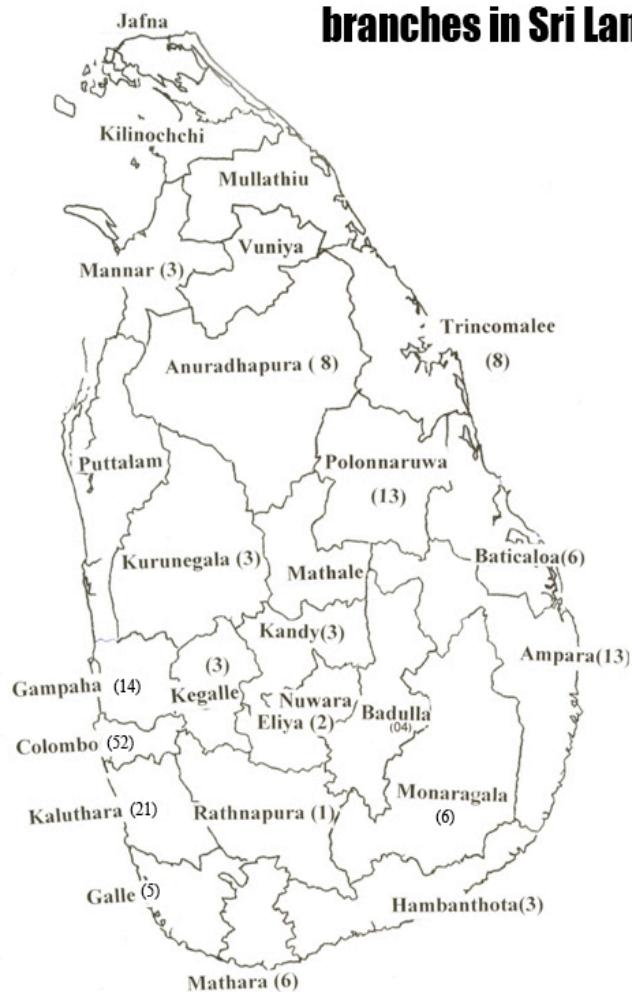 branches in Sri Lan
Jafna
Kilinochchi
Mullathiu
Vuniya
Mannar (3)
Trincomalee
(8)
Anuradhapura ( 8)
Puttalam
Polonnaruwa
(13)
Kurunegala (3)
Mathale
Baticaloa(6)
Kandy(3)
Ampara(13)
(3)
Kegalle
Gampaha (14)
Nuwara
Eliya (2)
Badulla
(04)
Colombo (52)
Monaragala
(6)
Kaluthara (21)
Rathnapura (1)
Galle (5)
Hambanthota(3)
Mathara (6)